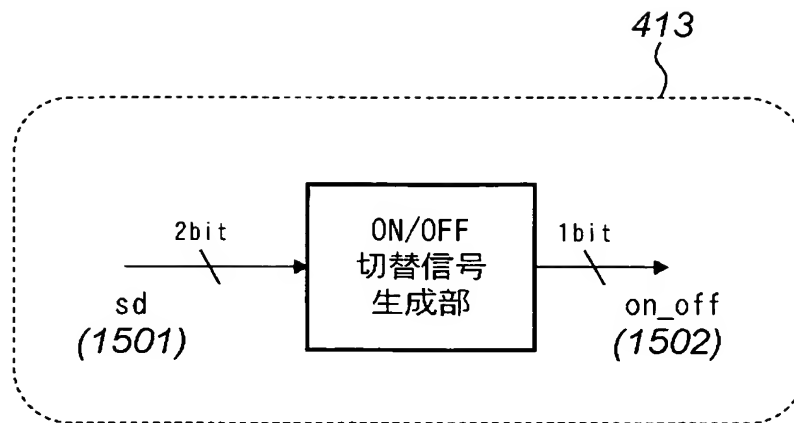 413
2bit
ON/OFF
切替信号
生成部
1bit
sd
(1501)
on_off
(1502)